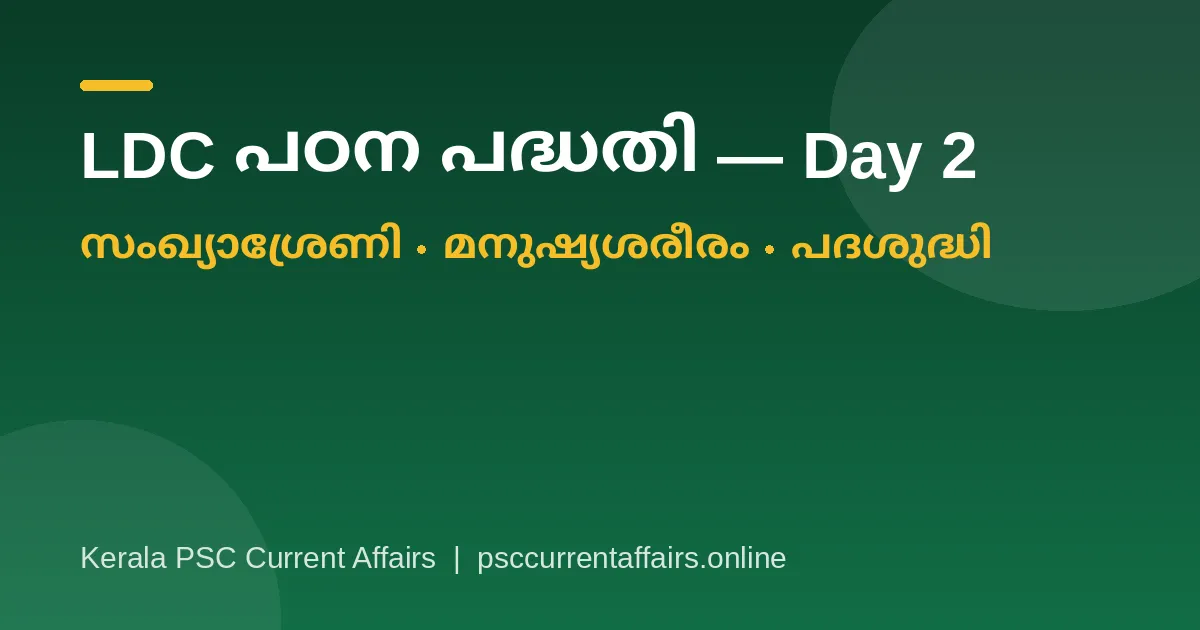 LDC പഠന പദ്ധതി — Day 2
സംഖ്യാശ്രേണി • മനുഷ്യശരീരം • പദശുദ്ധി
Kerala PSC Current Affairs | psccurrentaffairs.online